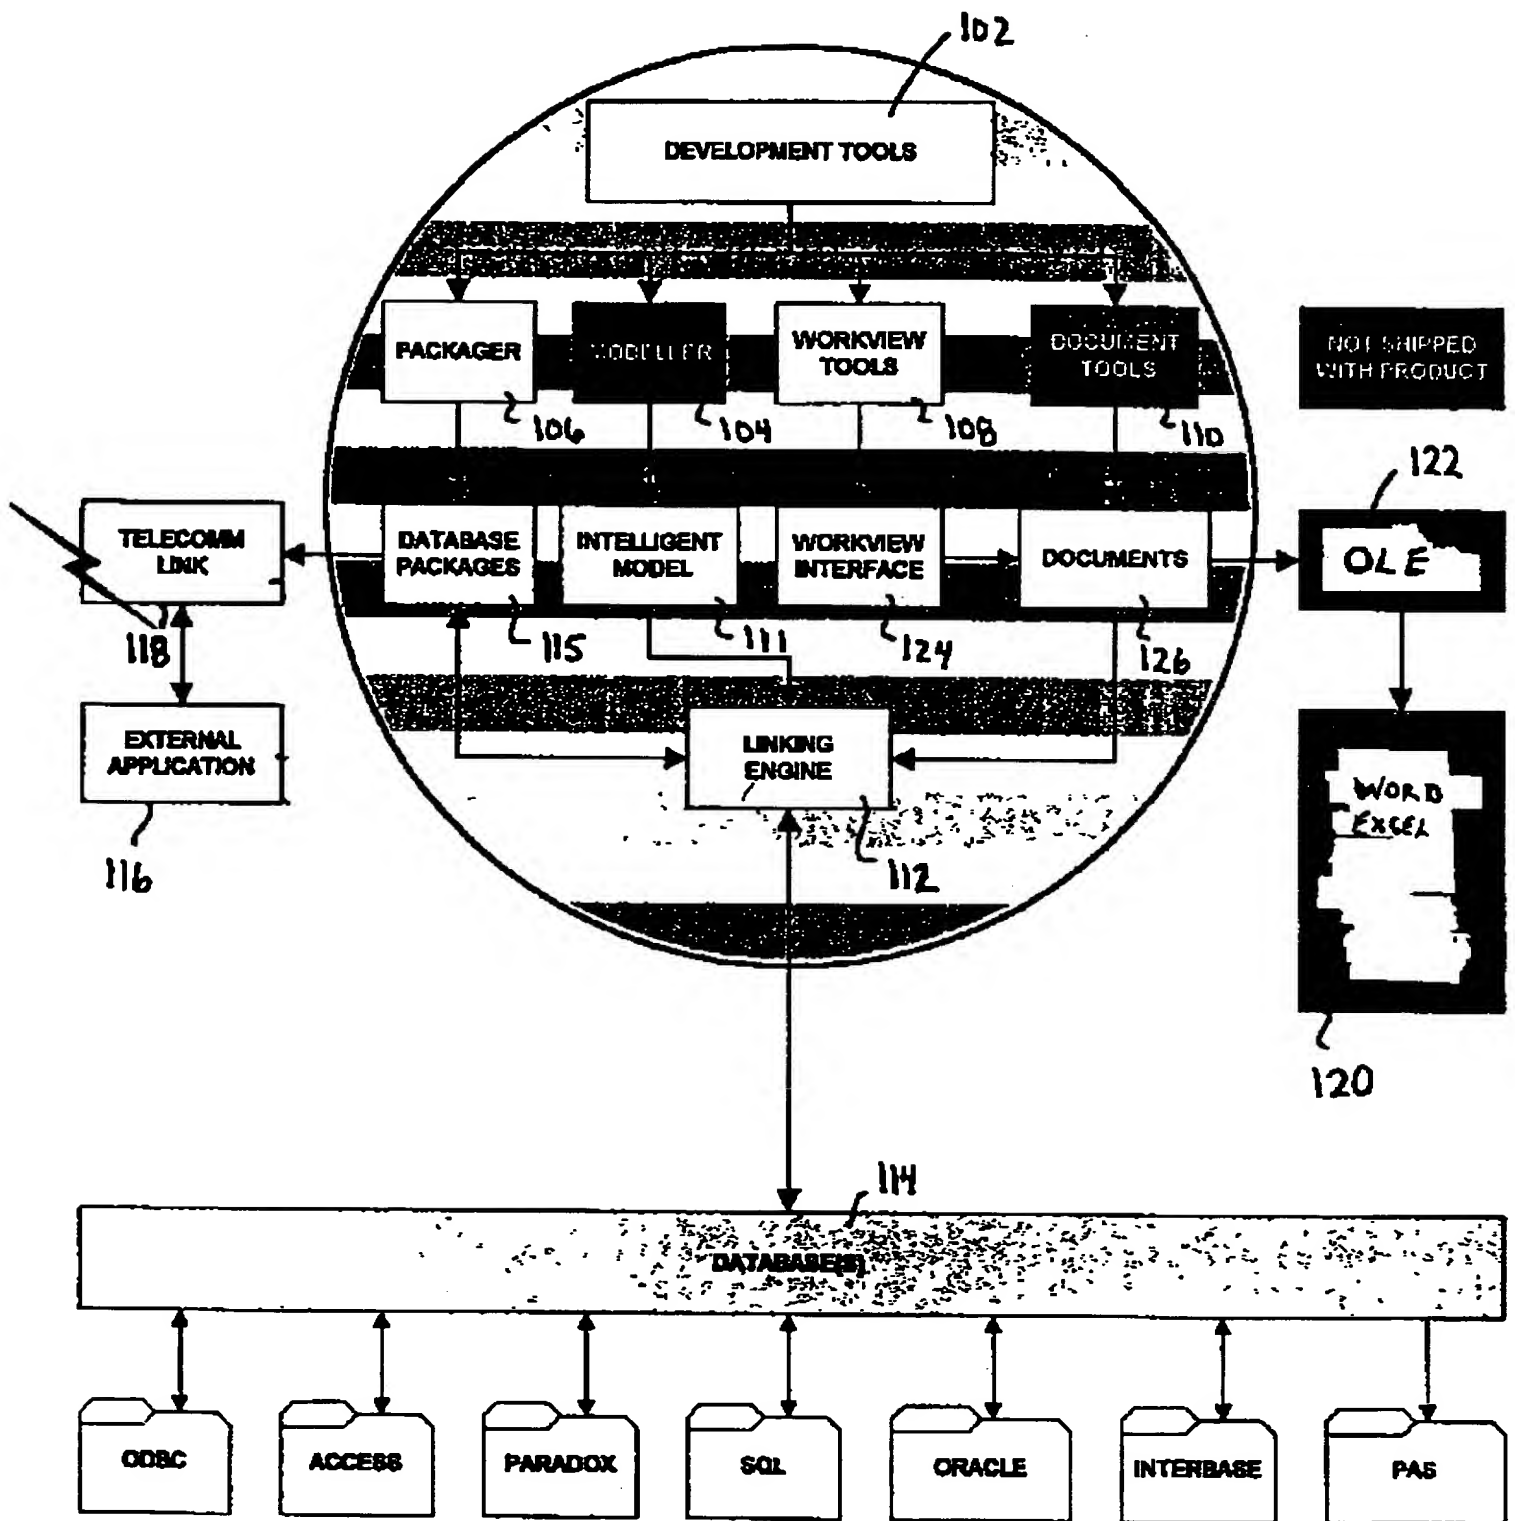 102
DEVELOPMENT TOOLS
PACKAGER
MODELLER
WORKVIEW
TOOLS
DOCUMENT
TOOLS
NOT SHIPPED
WITH PRODUCT
106
104
108
110
122
TELECOMM
LINK
DATABASE
PACKAGES
INTELLIGENT
MODEL
WORKVIEW
INTERFACE
DOCUMENTS
OLE
118
115
111
124
126
EXTERNAL
APPLICATION
LINKING
ENGINE
WORD
EXCEL
116
112
120
114
DATABASE(S)
ODBC
ACCESS
PARADOX
SQL
ORACLE
INTERBASE
PAS